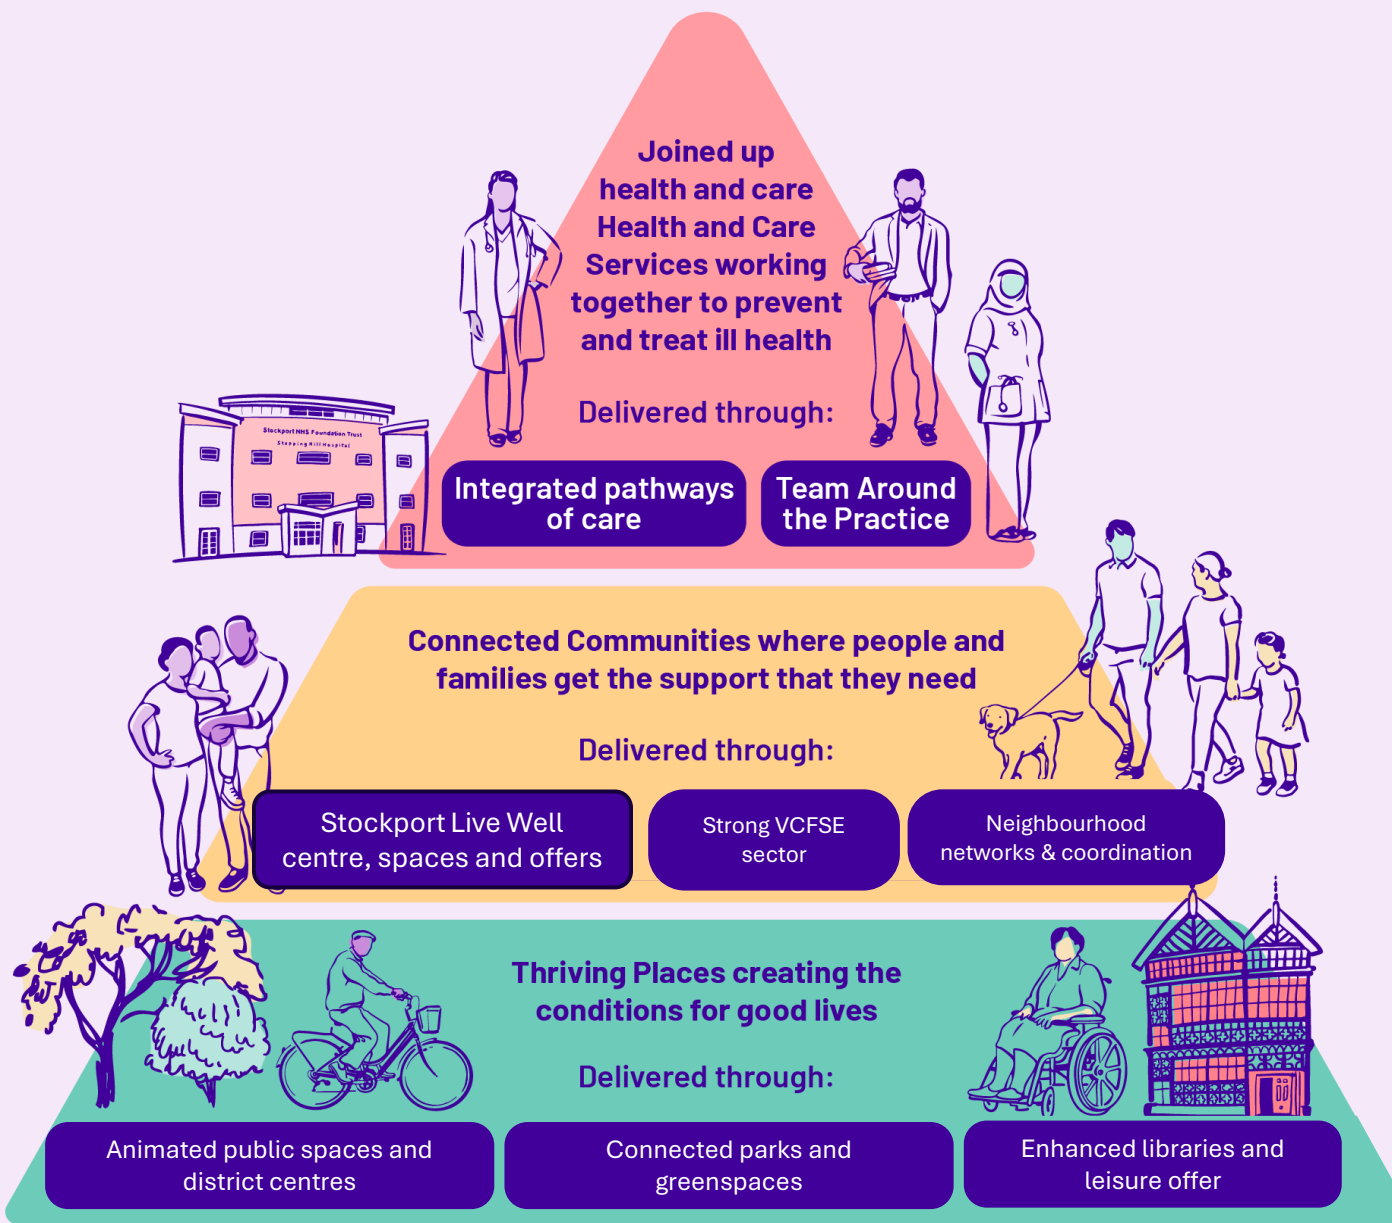 Joined up
health and care
Health and Care
Services working
together to prevent
and treat ill health
Delivered through:
Stockport NHS Foundation Trust
Stepping Hill Hospital
Integrated pathways
of care
Team Around
the Practice
Connected Communities where people and
families get the support that they need
Delivered through:
Stockport Live Well
centre, spaces and offers
Strong VCFSE
sector
Neighbourhood
networks & coordination
Thriving Places creating the
conditions for good lives
Delivered through:
Animated public spaces and
district centres
Connected parks and
greenspaces
Enhanced libraries and
leisure offer